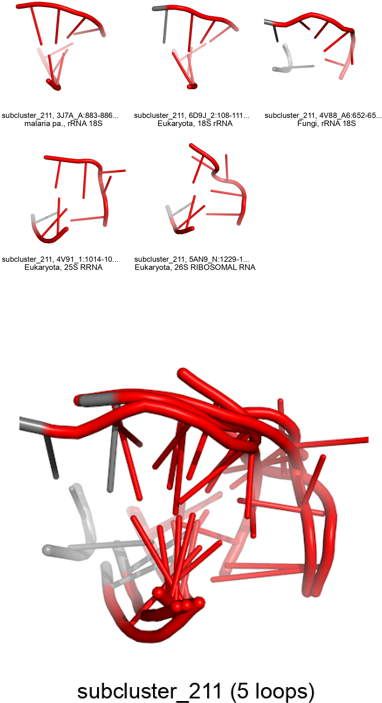 subcluster_211, 3J7A_A:883-886...
malaria pa., rRNA 18S
subcluster_211, 6D9J_2:108-111...
Eukaryota, 18S rRNA
subcluster_211, 4V88_A6:652-65...
Fungi, rRNA 18S
subcluster_211, 4V91_1:1014-10...
Eukaryota, 25S RRNA
subcluster_211, 5AN9_N:1229-1...
Eukaryota, 26S RIBOSOMAL RNA
subcluster_211 (5 loops)